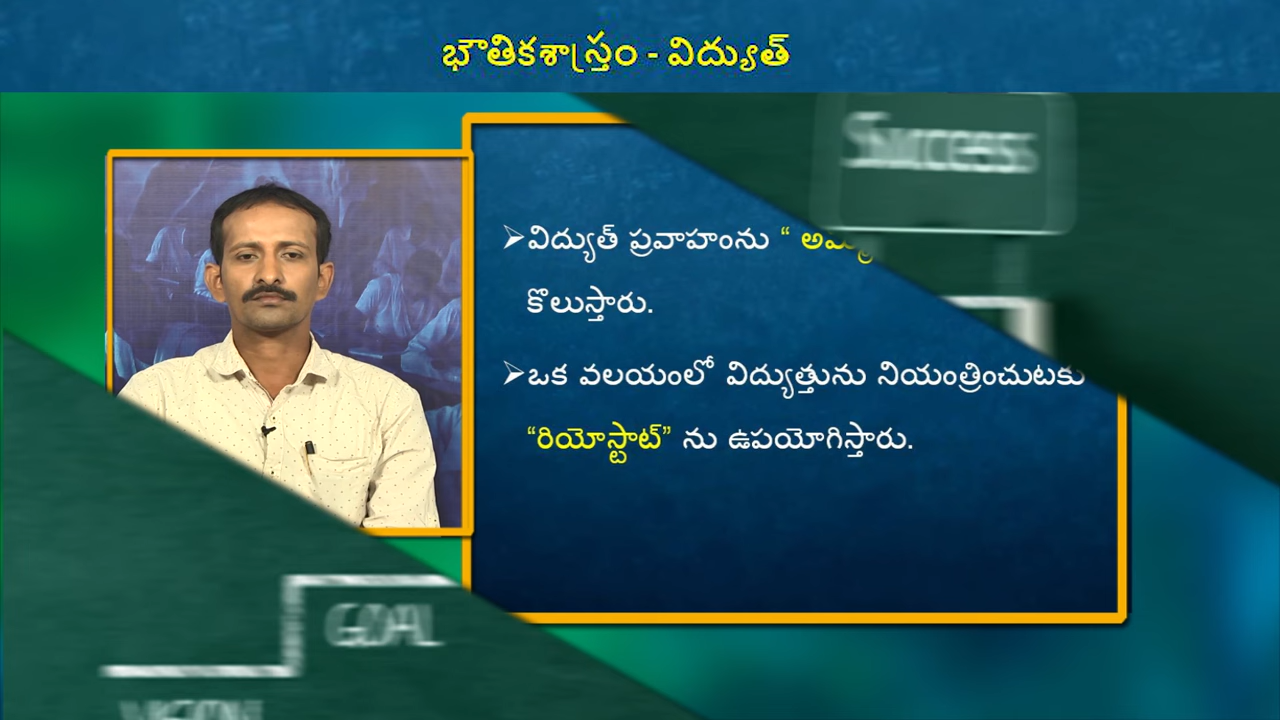 భౌతికశాస్త్రం - విద్యుత్
Success
విద్యుత్ ప్రవాహంను “
కొలుస్తారు.
ఒక వలయంలో విద్యుత్తును నియంత్రించుటకు
“రియోస్టాట్” ను ఉపయోగిస్తారు.
GOAL